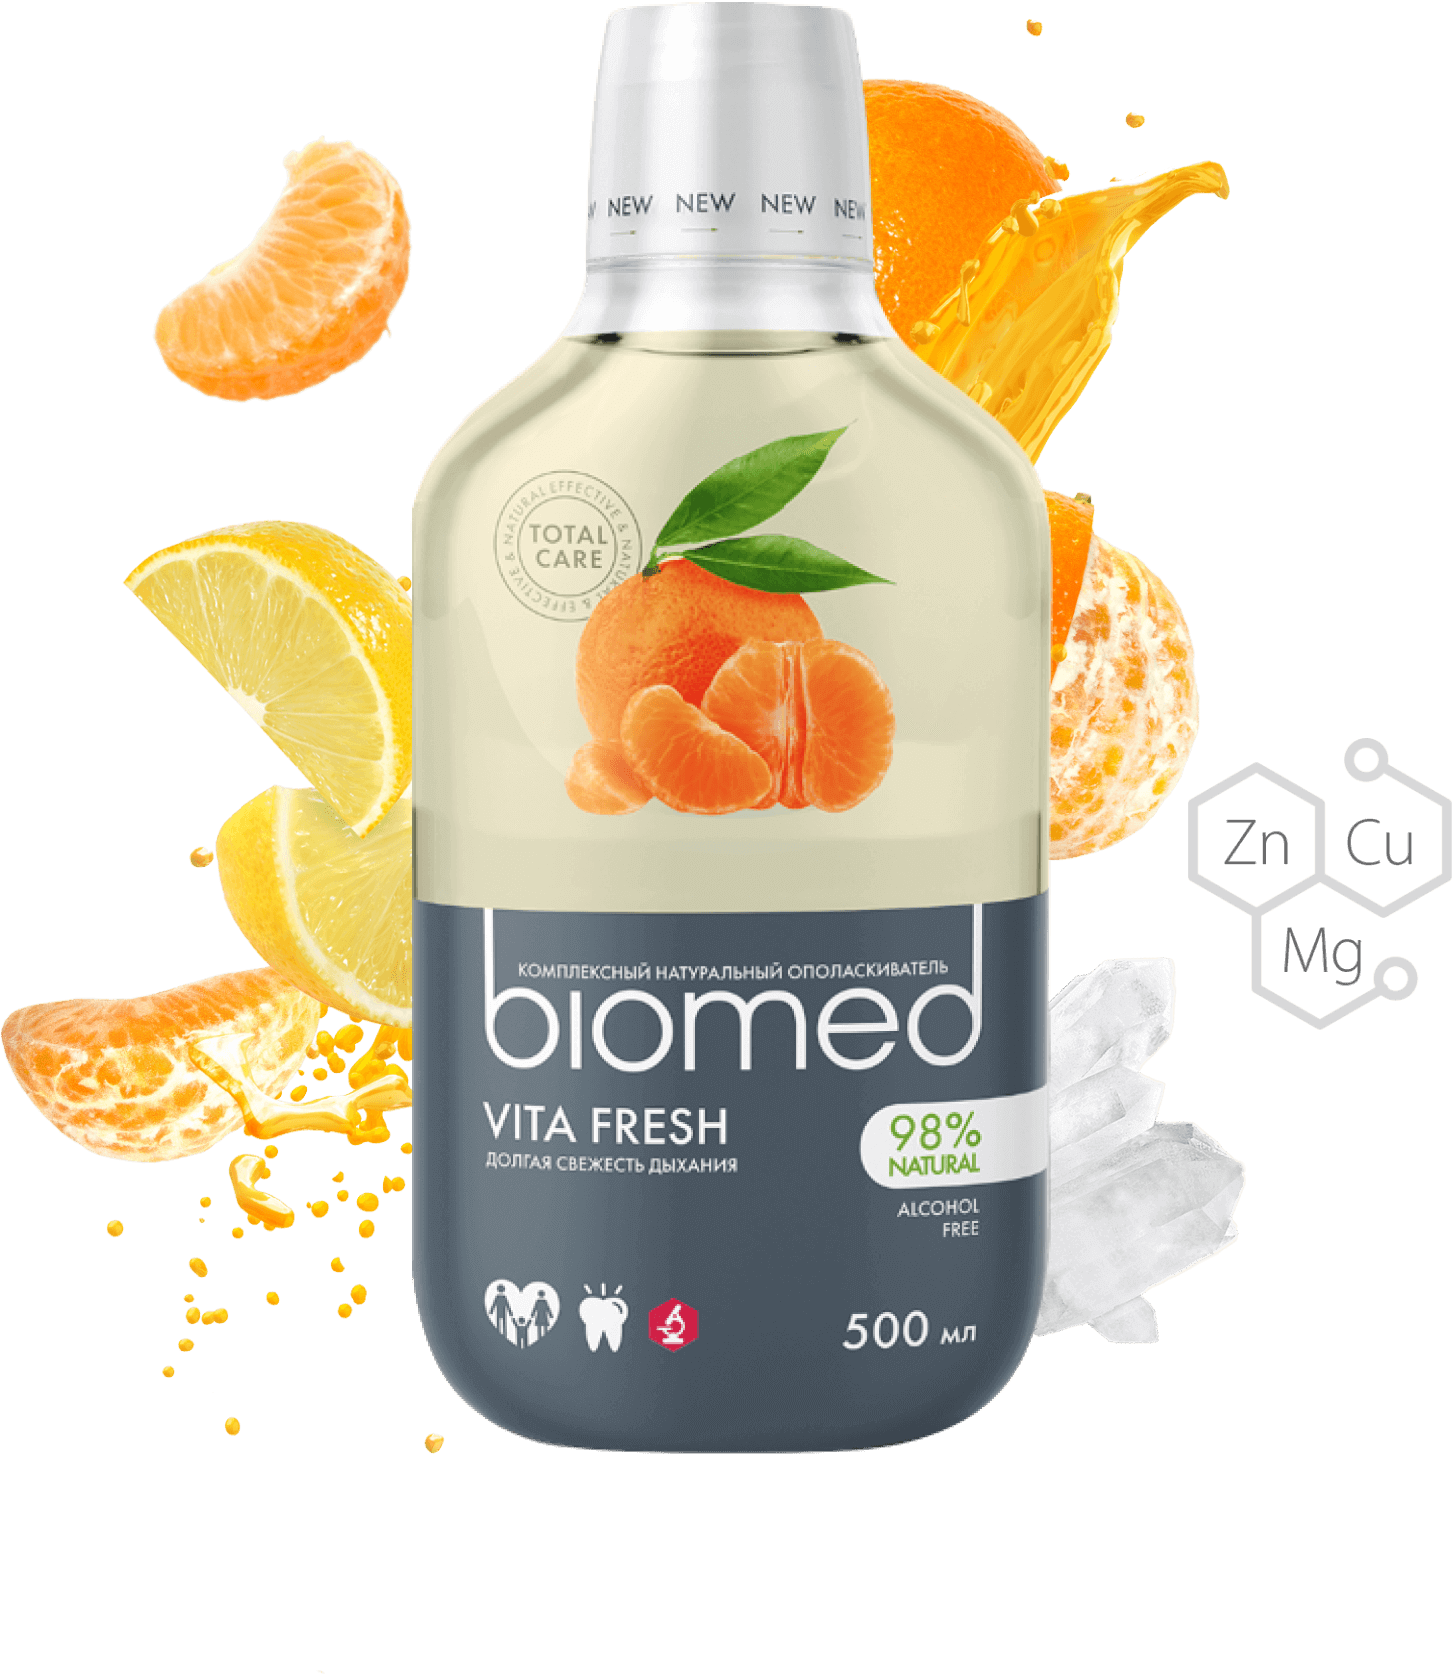 NEW NEW NEW NEW
NATURAL EFFECTIVE & NATURAL & EFFECTIVE &
TOTAL
CARE
Zn
Cu
Mg
КОМПЛЕКСНЫЙ НАТУРАЛЬНЫЙ ОПОЛАСКИВАТЕЛЬ
biomed
VITA FRESH
ДОЛГАЯ СВЕЖЕСТЬ ДЫХАНИЯ
98%
NATURAL
ALCOHOL
FREE
500 мл